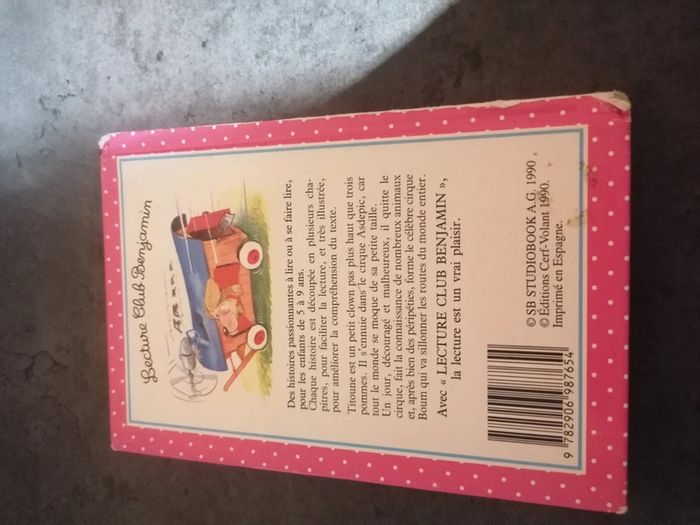 Lecture Club Benjamin
Des histoires passionnantes à lire ou à se faire lire,
pour les enfants de 5 à 9 ans.
Chaque histoire est découpée en plusieurs cha-
pitres, pour faciliter la lecture, et très illustrée,
pour améliorer la compréhension du texte.
Titoune est un petit clown pas plus haut que trois
pommes. Il s'ennuie dans le cirque Asdepic, car
tout le monde se moque de sa petite taille.
Un jour, découragé et malheureux, il quitte le
cirque, fait la connaissance de nombreux animaux
et, après bien des péripéties, forme le célèbre cirque
Boum qui va sillonner les routes du monde entier.
Avec « LECTURE CLUB BENJAMIN »,
la lecture est un vrai plaisir.
© SB STUDIOBOOK A.G. 1990
© Éditions Cerf-Volant 1990.
Imprimé en Espagne.
9 782906 987654